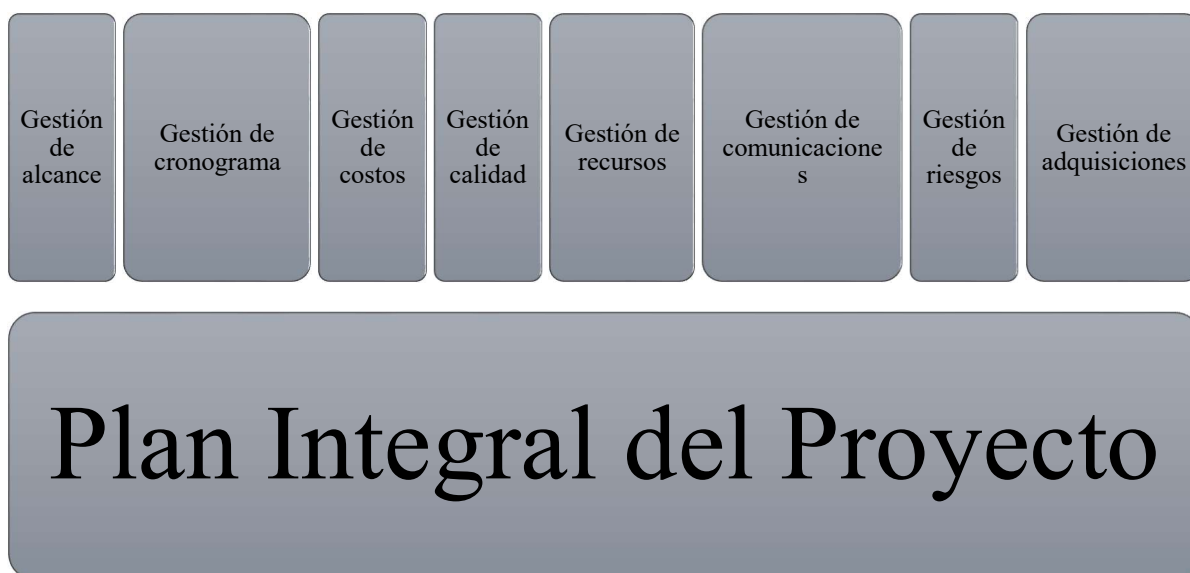 Gestión
de
alcance
Gestión de
cronograma
Gestión
de
costos
Gestión
de
calidad
Gestión de
recursos
Gestión de
comunicacione
s
Gestión
de
riesgos
Gestión de
adquisiciones
Plan Integral del Proyecto